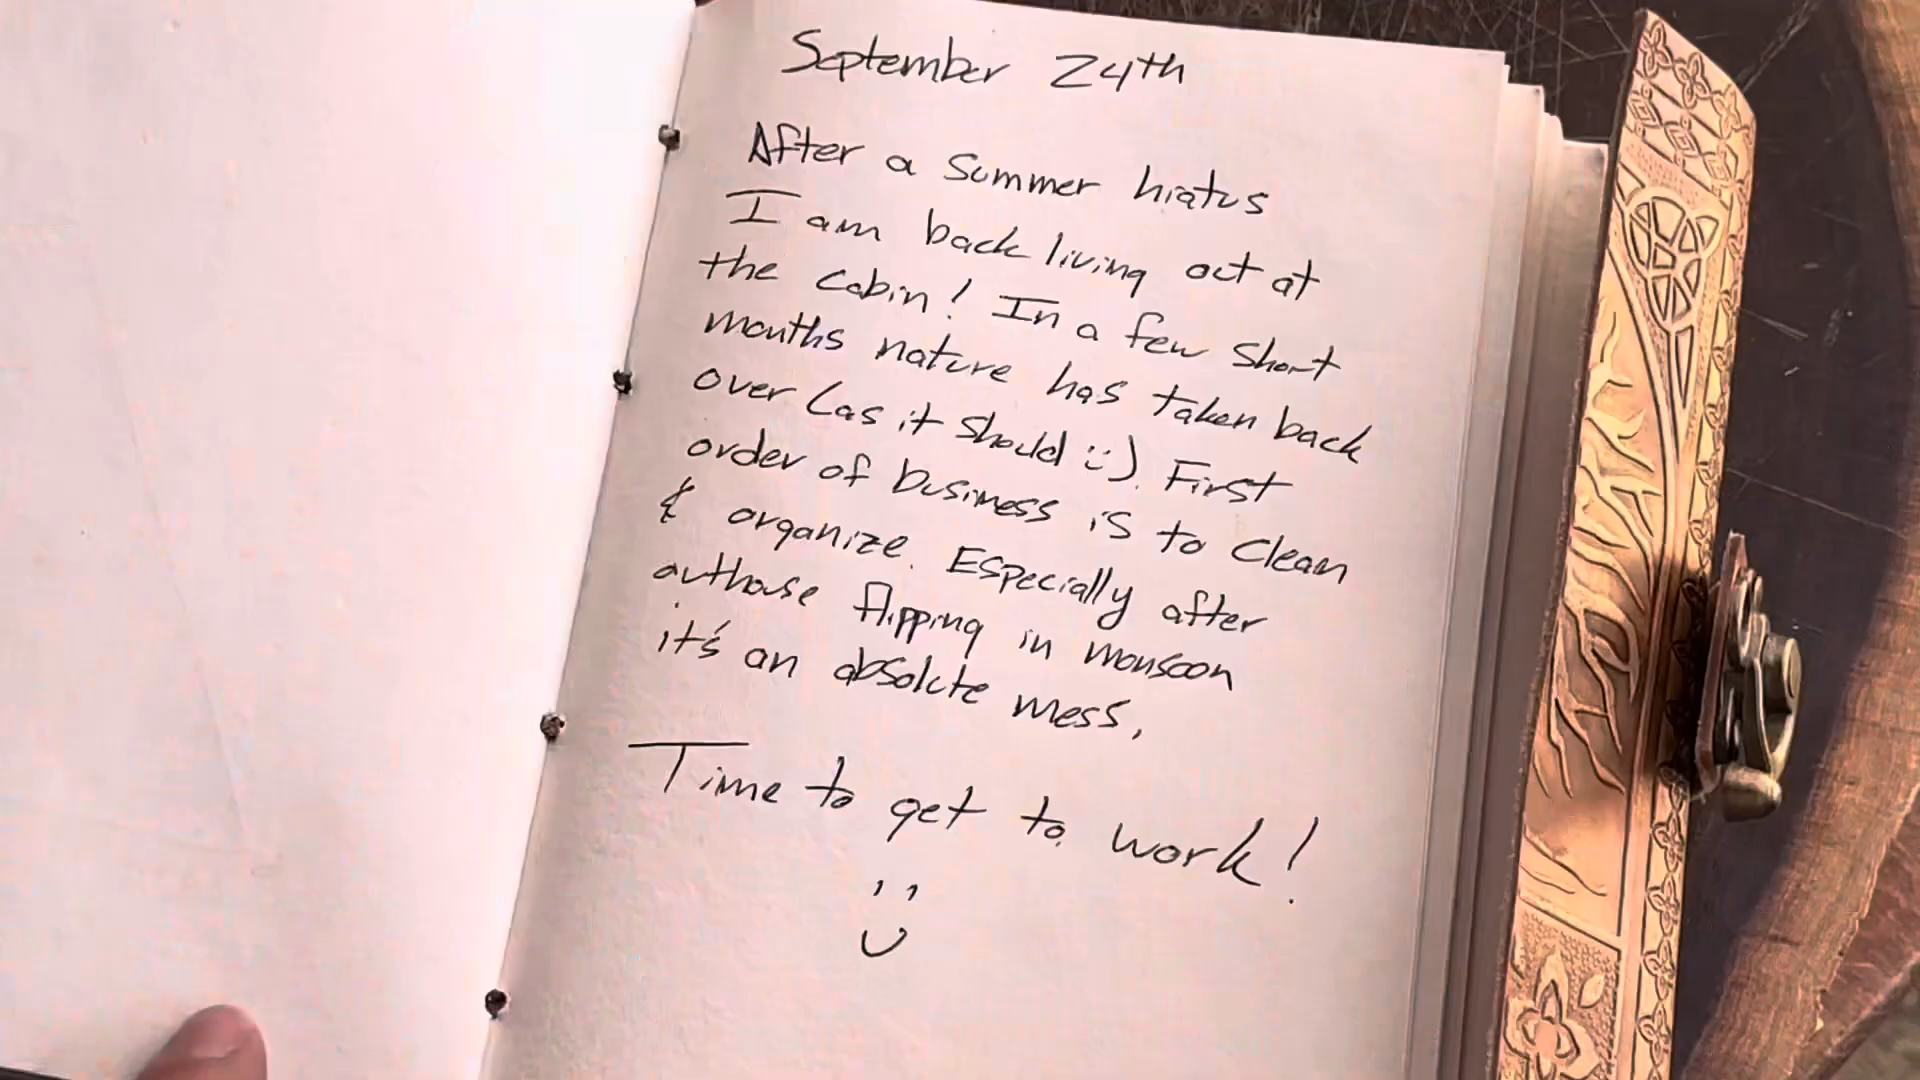 September 24th
After a Summer hiatus
I am back living out at
the cabin! In a few short
months nature has taken back
over (as it should :). First
order of business is to clean
& organize. Especially after
outhouse flipping in monsoon
it's an absolute mess.
Time to get to work!
:)